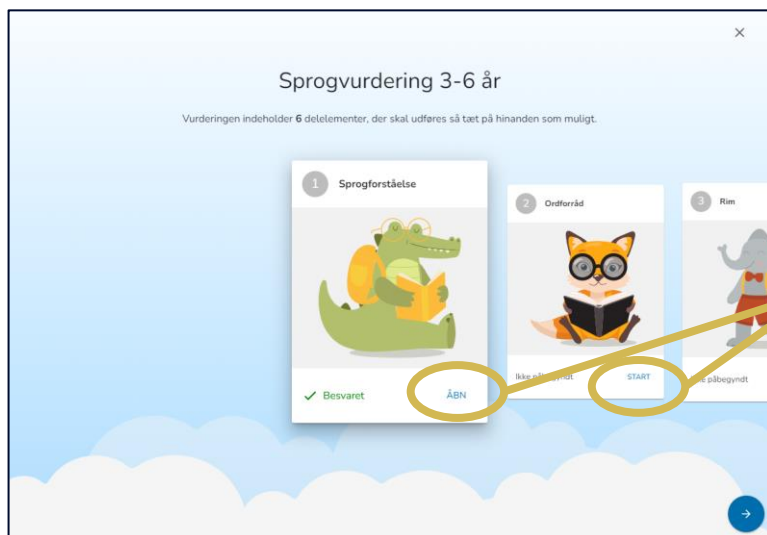 Sprogvurdering 3-6 år
Vurderingen indeholder 6 delelementer, der skal udføres så tæt på hinanden som muligt.
1 Sprogforståelse
2 Ordforråd
3 Rim
Besvaret ÅBN
Ikke påbegyndt START
påbegyndt